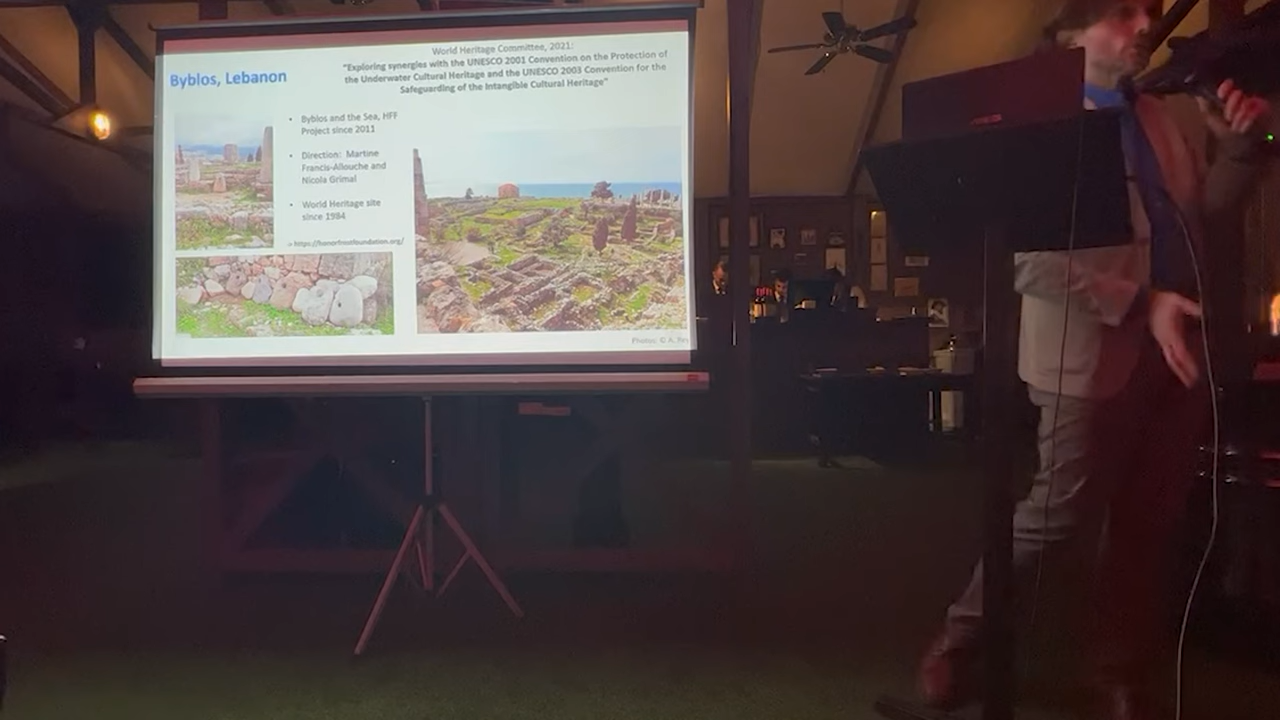 World Heritage Committee, 2021:
"Exploring synergies with the UNESCO 2001 Convention on the Protection of
the Underwater Cultural Heritage and the UNESCO 2003 Convention for the
Safeguarding of the Intangible Cultural Heritage"
Byblos, Lebanon
• Byblos and the Sea, HFF
Project since 2011
• Direction: Martine
Francis-Allouche and
Nicola Grimal
• World Heritage site
since 1984
https://honorfrostfoundation.org/
Photos: © A.